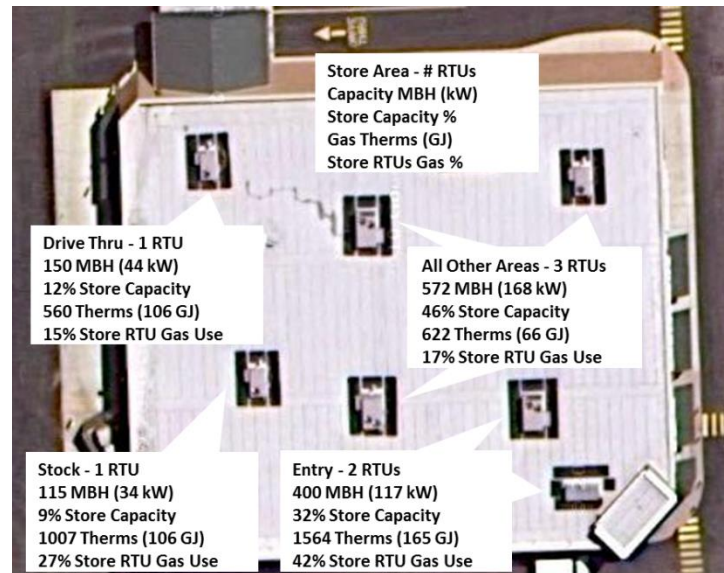 Store Area - # RTUs
Capacity MBH (kW)
Store Capacity %
Gas Therms (GJ)
Store RTUs Gas %
Drive Thru - 1 RTU
150 MBH (44 kW)
12% Store Capacity
560 Therms (106 GJ)
15% Store RTU Gas Use
All Other Areas - 3 RTUs
572 MBH (168 kW)
46% Store Capacity
622 Therms (66 GJ)
17% Store RTU Gas Use
Stock - 1 RTU
115 MBH (34 kW)
9% Store Capacity
1007 Therms (106 GJ)
27% Store RTU Gas Use
Entry - 2 RTUs
400 MBH (117 kW)
32% Store Capacity
1564 Therms (165 GJ)
42% Store RTU Gas Use